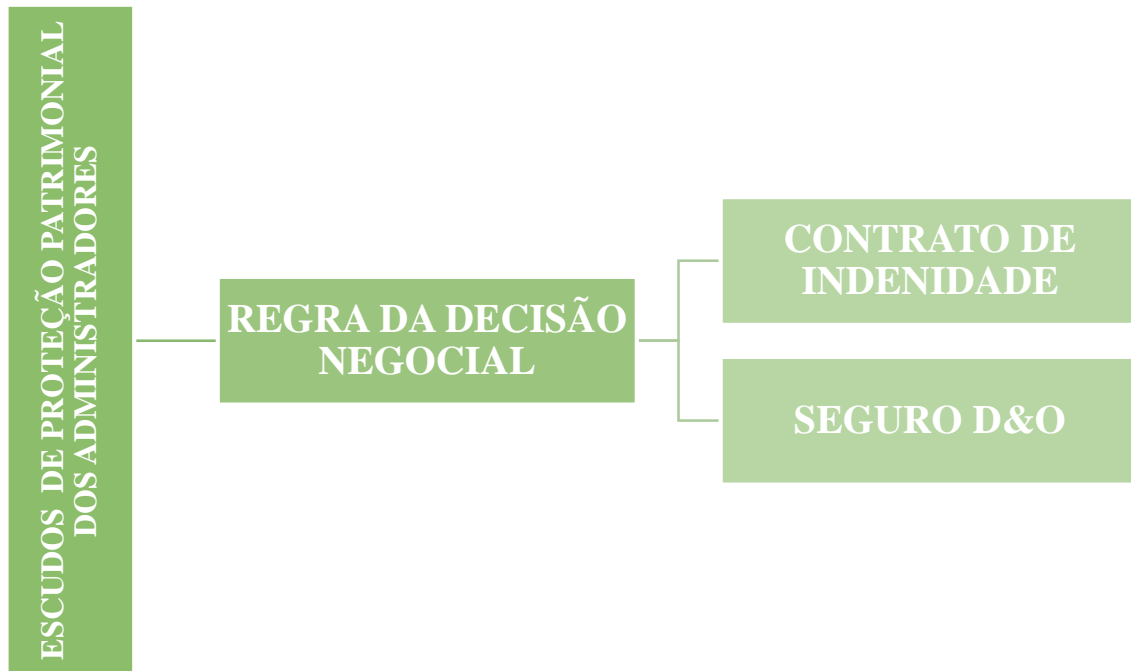 ESCUDOS DE PROTEÇÃO PATRIMONIAL
DOS ADMINISTRADORES
REGRA DA DECISÃO
NEGOCIAL
CONTRATO DE
INDENIDADE
SEGURO D&O